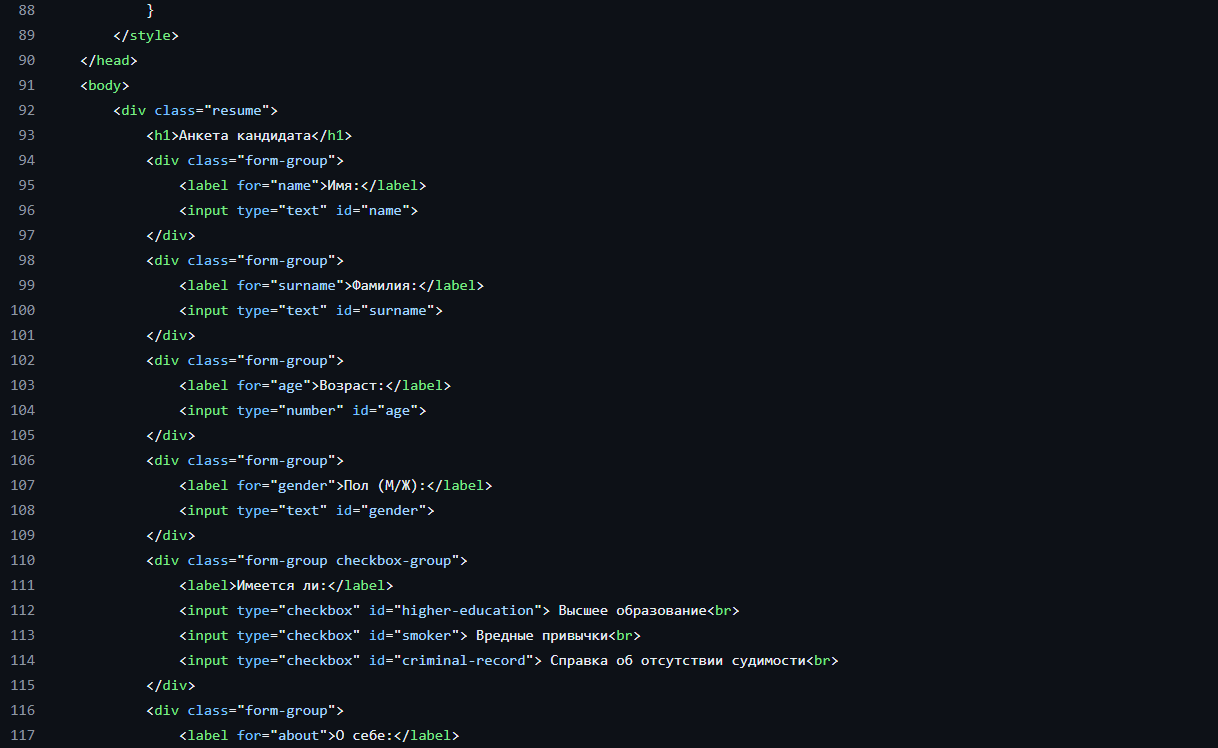 88 }
89 </style>
90 </head>
91 <body>
92 <div class="resume">
93 <h1>Анкета кандидата</h1>
94 <div class="form-group">
95 <label for="name">Имя:</label>
96 <input type="text" id="name">
97 </div>
98 <div class="form-group">
99 <label for="surname">Фамилия:</label>
100 <input type="text" id="surname">
101 </div>
102 <div class="form-group">
103 <label for="age">Возраст:</label>
104 <input type="number" id="age">
105 </div>
106 <div class="form-group">
107 <label for="gender">Пол (М/Ж):</label>
108 <input type="text" id="gender">
109 </div>
110 <div class="form-group checkbox-group">
111 <label>Имеется ли:</label>
112 <input type="checkbox" id="higher-education"> Высшее образование<br>
113 <input type="checkbox" id="smoker"> Вредные привычки<br>
114 <input type="checkbox" id="criminal-record"> Справка об отсутствии судимости<br>
115 </div>
116 <div class="form-group">
117 <label for="about">О себе:</label>